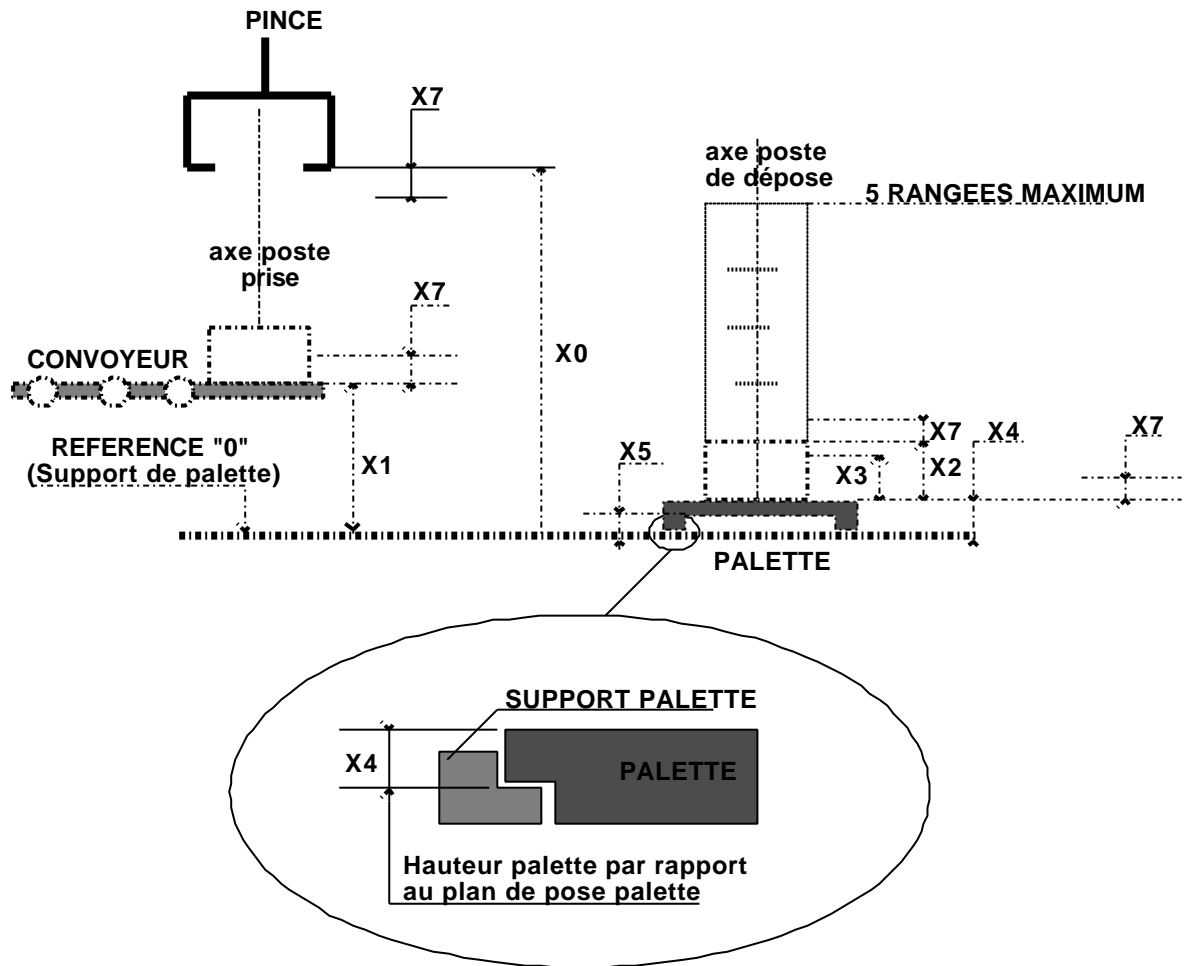 PINCE
X7
axe poste
de dépose
5 RANGEES MAXIMUM
axe poste
prise
X7
CONVOYEUR
X0
REFERENCE "0"
(Support de palette)
X1
X5
X3
X7
X2
X4
X7
PALETTE
SUPPORT PALETTE
X4
PALETTE
Hauteur palette par rapport
au plan de pose palette